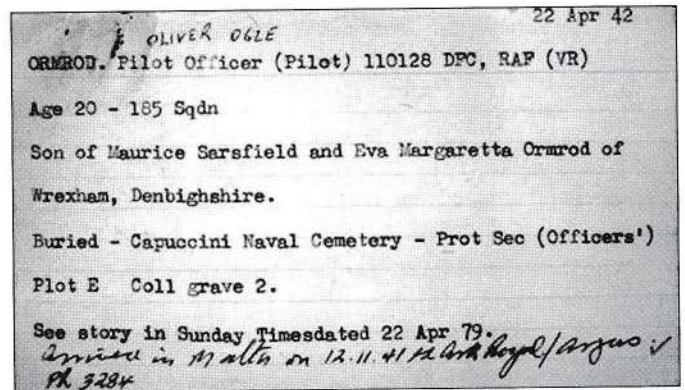 22 Apr 42
OLIVER OGLE
ORMROD. Pilot Officer (Pilot) 110128 DFC, RAF (VR)
Age 20 - 185 Sqdn
Son of Maurice Sarsfield and Eva Margaretta Ormrod of
Wrexham, Denbighshire.
Buried - Capuccini Naval Cemetery - Prot Sec (Officers')
Plot E Coll grave 2.
See story in Sunday Timesdated 22 Apr 79.
Arrived in Malta on 12.11.41 Ark Royal/Argus
Ph 3284